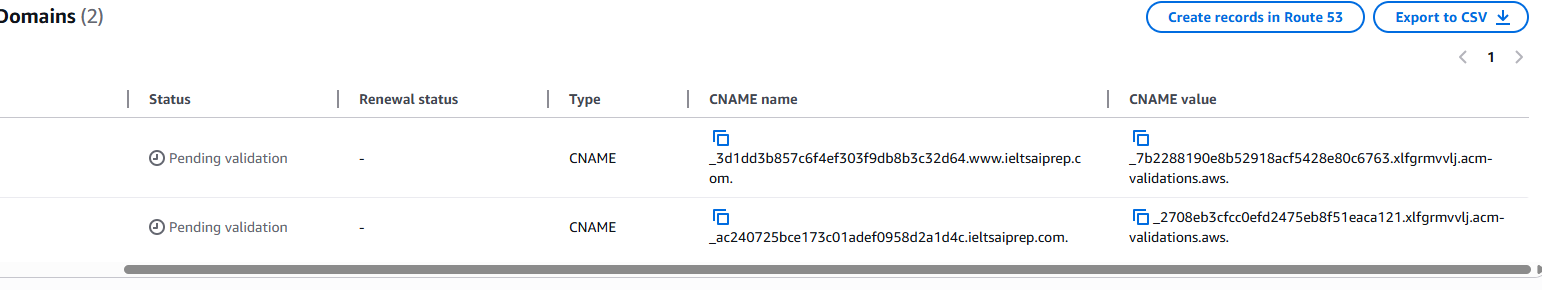 Domains (2)
Create records in Route 53
Export to CSV
1
Status
Renewal status
Type
CNAME name
CNAME value
Pending validation
-
CNAME
_3d1dd3b857c6f4ef303f9db8b3c32d64.www.ieltsaiprep.c
om.
_7b2288190e8b52918acf5428e80c6763.xlfgrmvvlj.acm-
validations.aws.
Pending validation
-
CNAME
_ac240725bce173c01adef0958d2a1d4c.ieltsaiprep.com.
_2708eb3cfcc0efd2475eb8f51eaca121.xlfgrmvvlj.acm-
validations.aws.